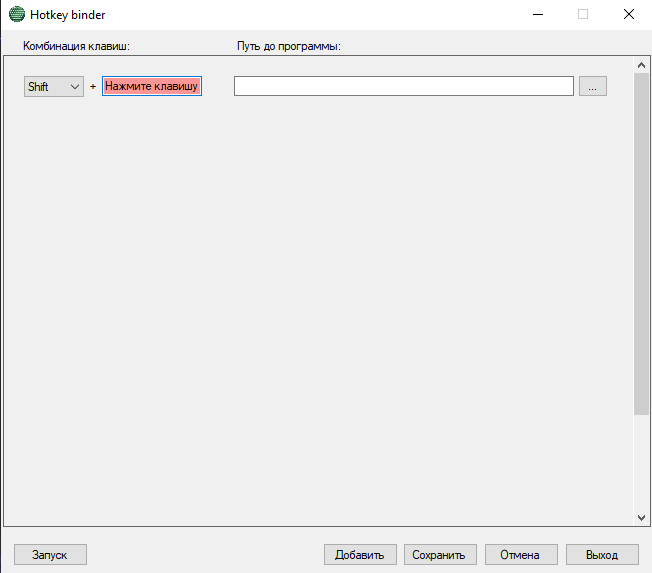 Hotkey binder
Комбинация клавиш: Путь до программы:
Shift + Нажмите клавишу ...
Запуск Добавить Сохранить Отмена Выход